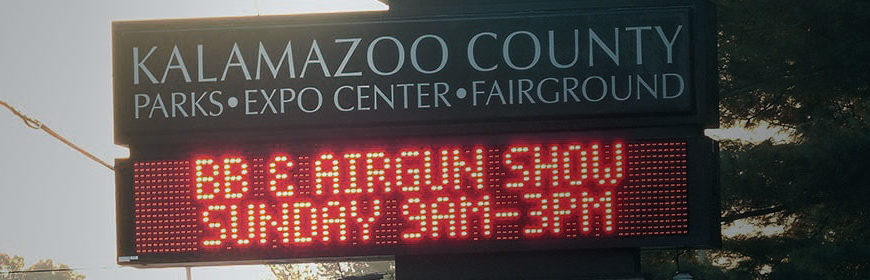 KALAMAZOO COUNTY
PARKS•EXPO CENTER•FAIRGROUND
BB & AIRGUN SHOW
SUNDAY 9AM-3PM